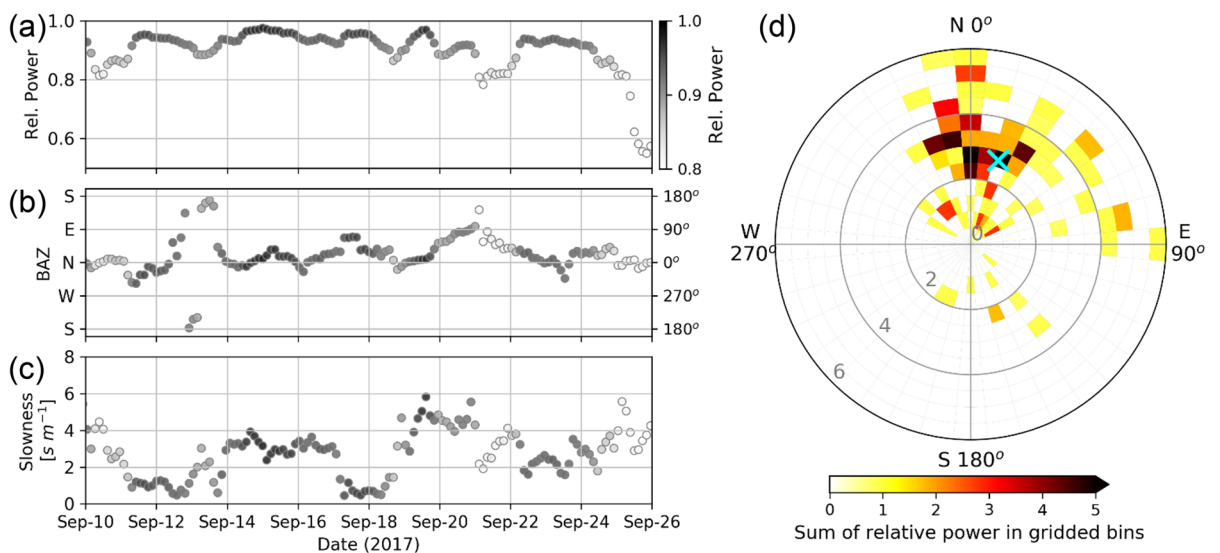 (a)
1.0
0.8
0.6
Rel. Power
1.0
0.9
0.8
Rel. Power
(b)
S
E
N
W
S
BAZ
180°
90°
0°
270°
180°
(c)
8
6
4
2
0
Slowness
[s m⁻¹]
Sep-10 Sep-12 Sep-14 Sep-16 Sep-18 Sep-20 Sep-22 Sep-24 Sep-26
Date (2017)
(d)
N 0°
W
270°
E
90°
0
2
4
6
S 180°
0 1 2 3 4 5
Sum of relative power in gridded bins